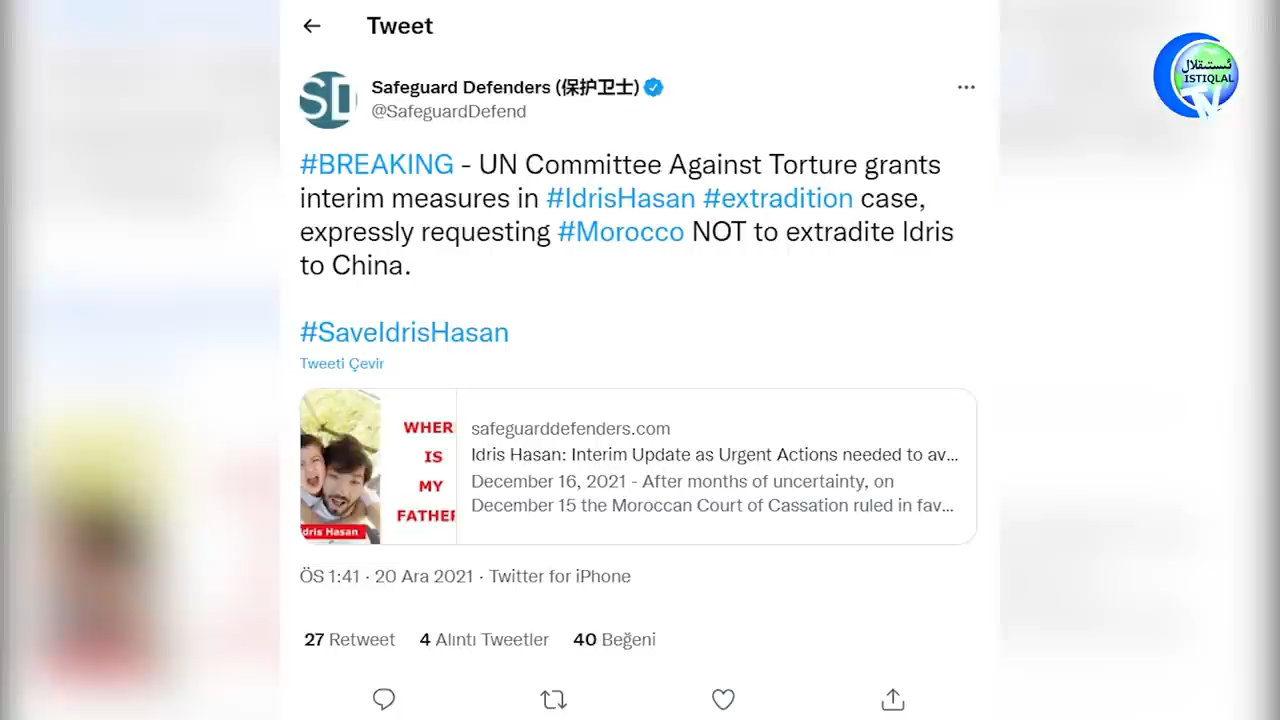 Tweet
SD
Safeguard Defenders (保护卫士)
@SafeguardDefend
ئىستىقلال
ISTIQLAL
TV
#BREAKING - UN Committee Against Torture grants
interim measures in #IdrisHasan #extradition case,
expressly requesting #Morocco NOT to extradite Idris
to China.
#SaveIdrisHasan
Tweeti Çevir
WHER
IS
MY
FATHER
dris Hasan
safeguarddefenders.com
Idris Hasan: Interim Update as Urgent Actions needed to av...
December 16, 2021 - After months of uncertainty, on
December 15 the Moroccan Court of Cassation ruled in fav...
ÖS 1:41 · 20 Ara 2021 · Twitter for iPhone
27 Retweet 4 Alıntı Tweetler 40 Beğeni